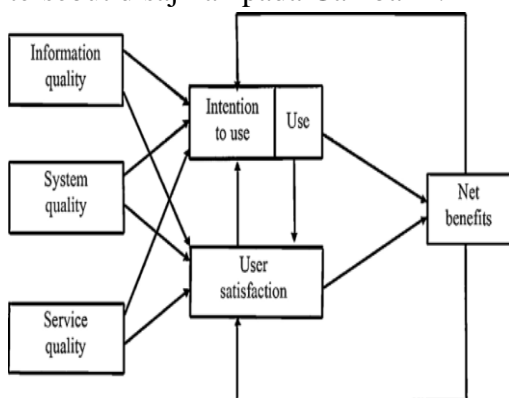 Information
quality
Intention
to use
Use
System
quality
Net
benefits
User
satisfaction
Service
quality